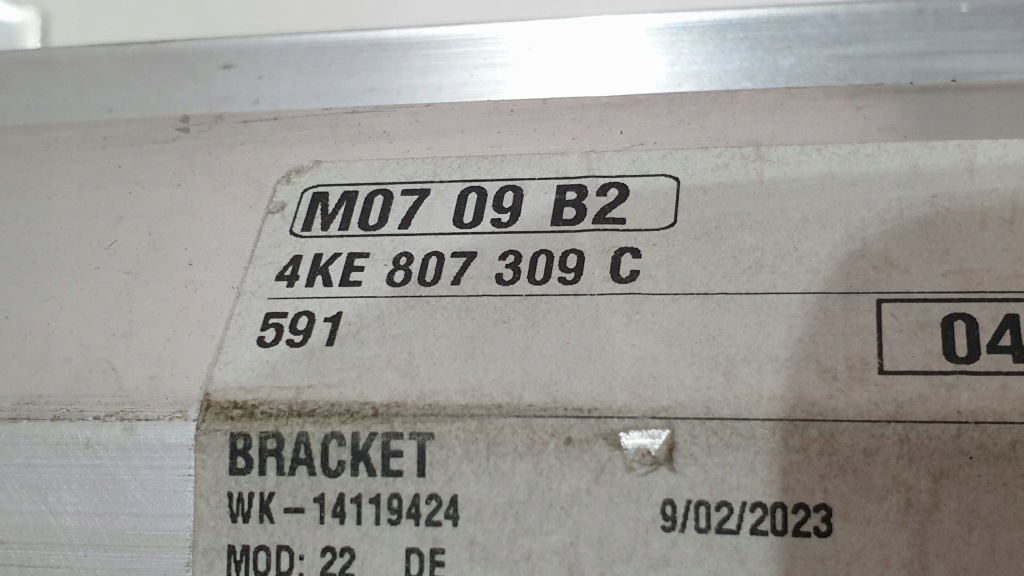 M07 09 B2
4KE 807 309 C
591
04
BRACKET
WK-14119424 9/02/2023
MOD: 22 DE